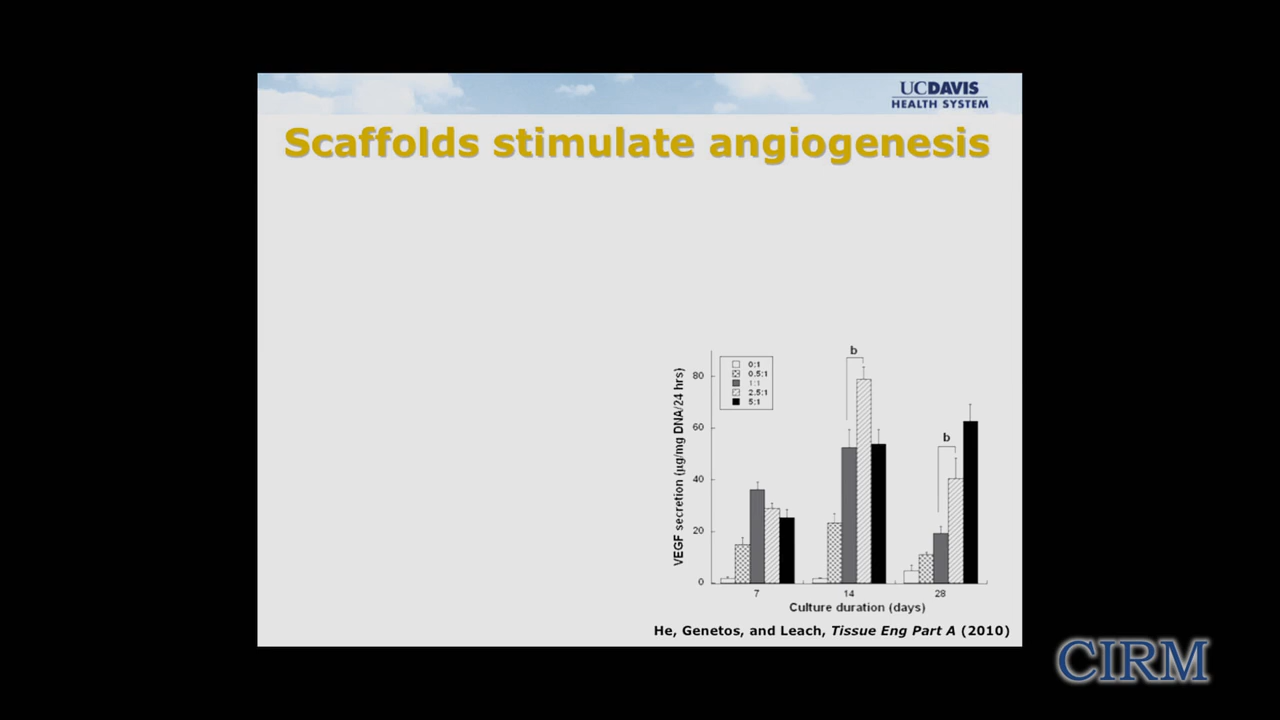 UCDAVIS
HEALTH SYSTEM
Scaffolds stimulate angiogenesis
VEGF secretion (µg/mg DNA/24 hrs)
80
60
40
20
0
0:1
0.5:1
1:1
2.5:1
5:1
b
b
7
14
28
Culture duration (days)
He, Genetos, and Leach, Tissue Eng Part A (2010)
CIRM